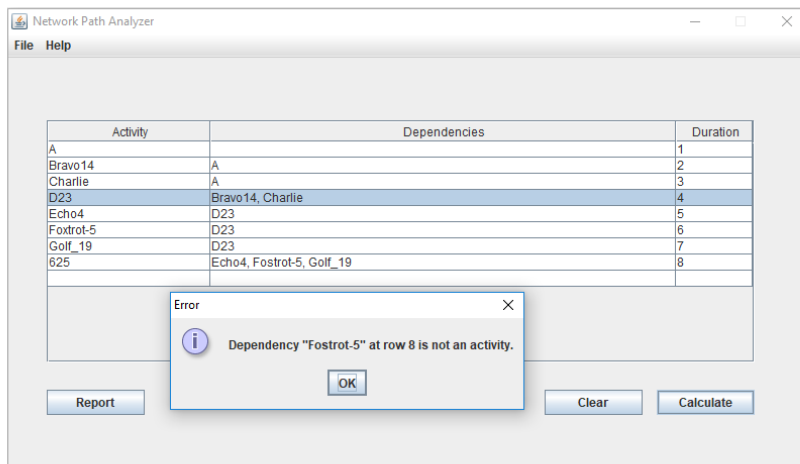 Network Path Analyzer
File Help
Activity Dependencies Duration
A 1
Bravo14 A 2
Charlie A 3
D23 Bravo14, Charlie 4
Echo4 D23 5
Foxtrot-5 D23 6
Golf_19 D23 7
625 Echo4, Fostrot-5, Golf_19 8
Error
Dependency "Fostrot-5" at row 8 is not an activity.
OK
Report Clear Calculate